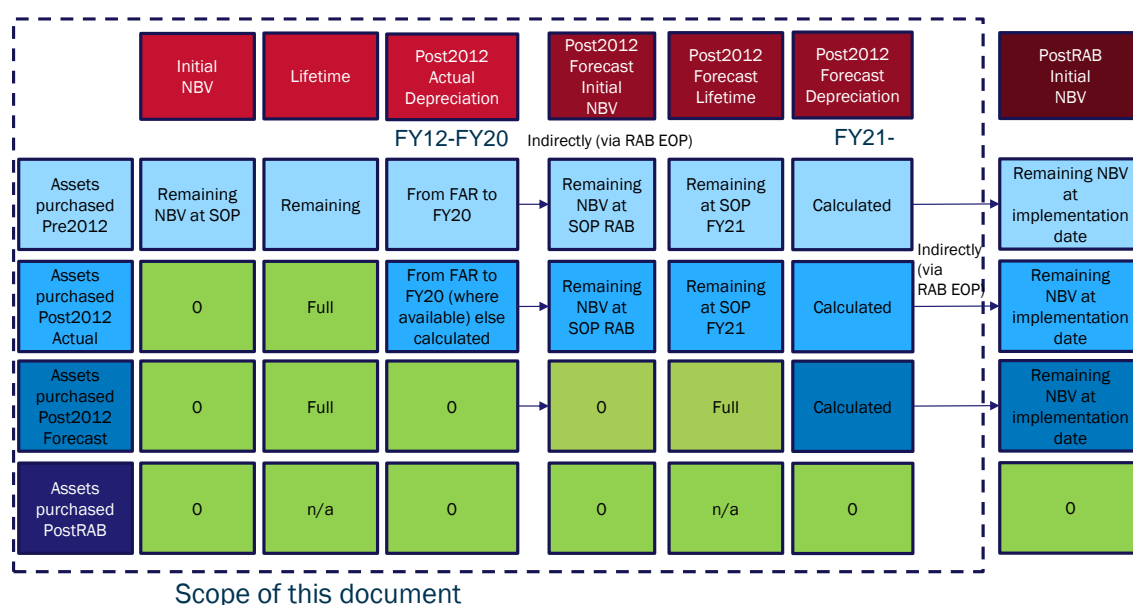 Initial
NBV
Lifetime
Post2012
Actual
Depreciation
Post2012
Forecast
Initial
NBV
Post2012
Forecast
Lifetime
Post2012
Forecast
Depreciation
PostRAB
Initial
NBV
FY12-FY20
Indirectly (via RAB EOP)
FY21-
Assets
purchased
Pre2012
Remaining
NBV at SOP
Remaining
From FAR to
FY20
Remaining
NBV at
SOP RAB
Remaining
at SOP
FY21
Calculated
Remaining NBV
at
implementation
date
Indirectly
(via
RAB EOP)
Assets
purchased
Post2012
Actual
0
Full
From FAR to
FY20 (where
available) else
calculated
Remaining
NBV at
SOP RAB
Remaining
at SOP
FY21
Calculated
Remaining
NBV at
implementation
date
Assets
purchased
Post2012
Forecast
0
Full
0
0
Full
Calculated
Remaining
NBV at
implementation
date
Assets
purchased
PostRAB
0
n/a
0
0
n/a
0
0
Scope of this document